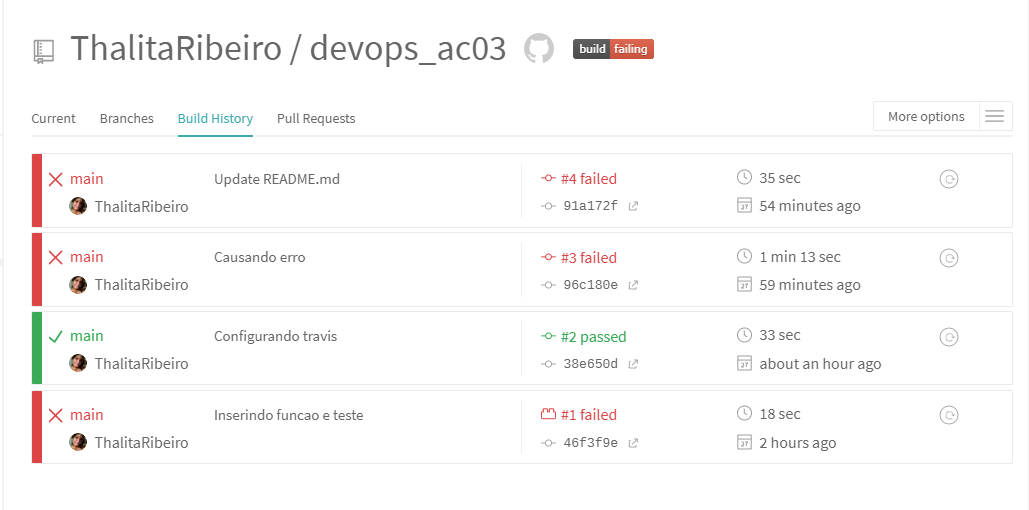 ThalitaRibeiro / devops_ac03 build failing
Current Branches Build History Pull Requests More options
main Update README.md #4 failed 35 sec
ThalitaRibeiro 91a172f 54 minutes ago
main Causando erro #3 failed 1 min 13 sec
ThalitaRibeiro 96c180e 59 minutes ago
main Configurando travis #2 passed 33 sec
ThalitaRibeiro 38e650d about an hour ago
main Inserindo funcao e teste #1 failed 18 sec
ThalitaRibeiro 46f3f9e 2 hours ago